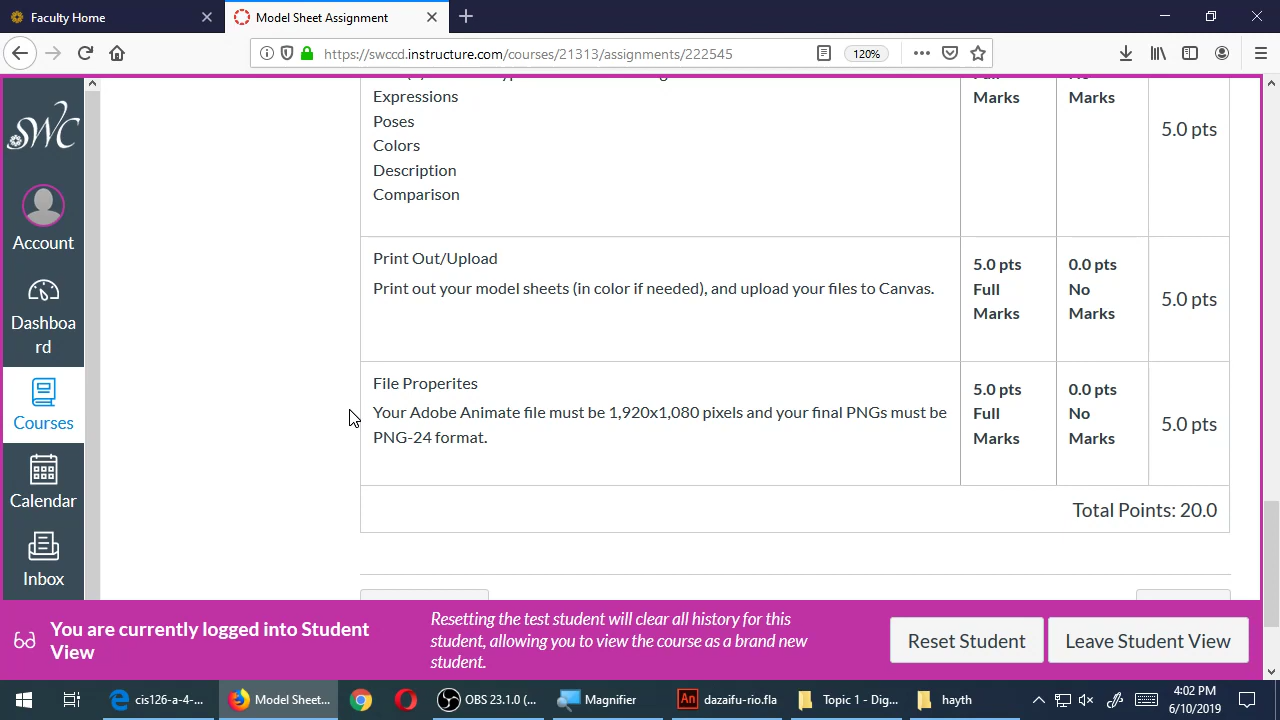 Faculty Home
Model Sheet Assignment
https://swccd.instructure.com/courses/21313/assignments/222545
120%
SWC
Account
Dashboa
rd
Courses
Calendar
Inbox
Marks
Marks
Expressions
Poses
Colors
Description
Comparison
5.0 pts
Print Out/Upload
Print out your model sheets (in color if needed), and upload your files to Canvas.
5.0 pts
Full
Marks
0.0 pts
No
Marks
5.0 pts
File Properites
Your Adobe Animate file must be 1,920x1,080 pixels and your final PNGs must be
PNG-24 format.
5.0 pts
Full
Marks
0.0 pts
No
Marks
5.0 pts
Total Points: 20.0
You are currently logged into Student
View
Resetting the test student will clear all history for this
student, allowing you to view the course as a brand new
student.
Reset Student
Leave Student View
cis126-a-4-...
Model Sheet...
OBS 23.1.0 (...
Magnifier
An
dazaifu-rio.fla
Topic 1 - Dig...
hayth
4:02 PM
6/10/2019